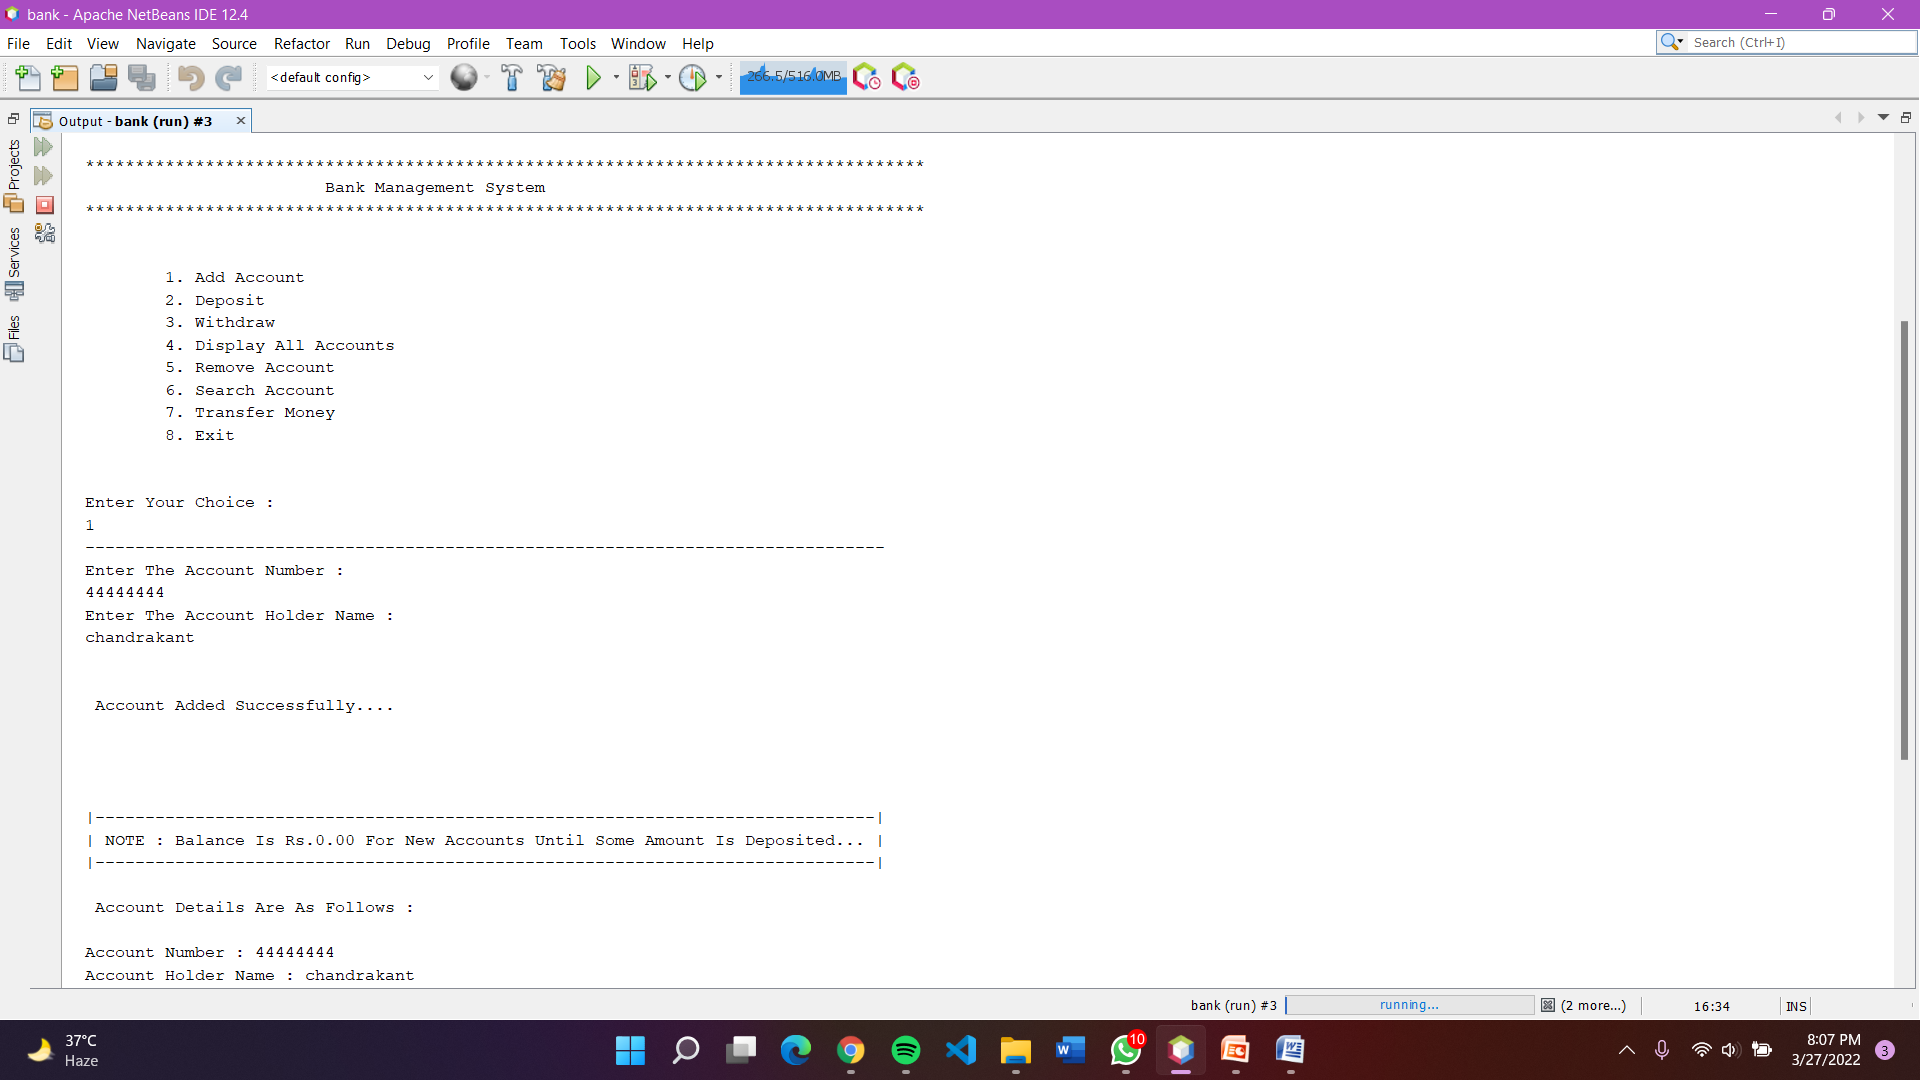 bank - Apache NetBeans IDE 12.4
File Edit View Navigate Source Refactor Run Debug Profile Team Tools Window Help
Search (Ctrl+I)
<default config>
266.5/516.0MB
Output - bank (run) #3
Projects
Services
Files
************************************************************************************
Bank Management System
************************************************************************************
1. Add Account
2. Deposit
3. Withdraw
4. Display All Accounts
5. Remove Account
6. Search Account
7. Transfer Money
8. Exit
Enter Your Choice :
1
--------------------------------------------------------------------------------
Enter The Account Number :
44444444
Enter The Account Holder Name :
chandrakant
Account Added Successfully....
|------------------------------------------------------------------------------|
| NOTE : Balance Is Rs.0.00 For New Accounts Until Some Amount Is Deposited... |
|------------------------------------------------------------------------------|
Account Details Are As Follows :
Account Number : 44444444
Account Holder Name : chandrakant
bank (run) #3 running... (2 more...) 16:34 INS
37°C
Haze
10
8:07 PM
3/27/2022
3